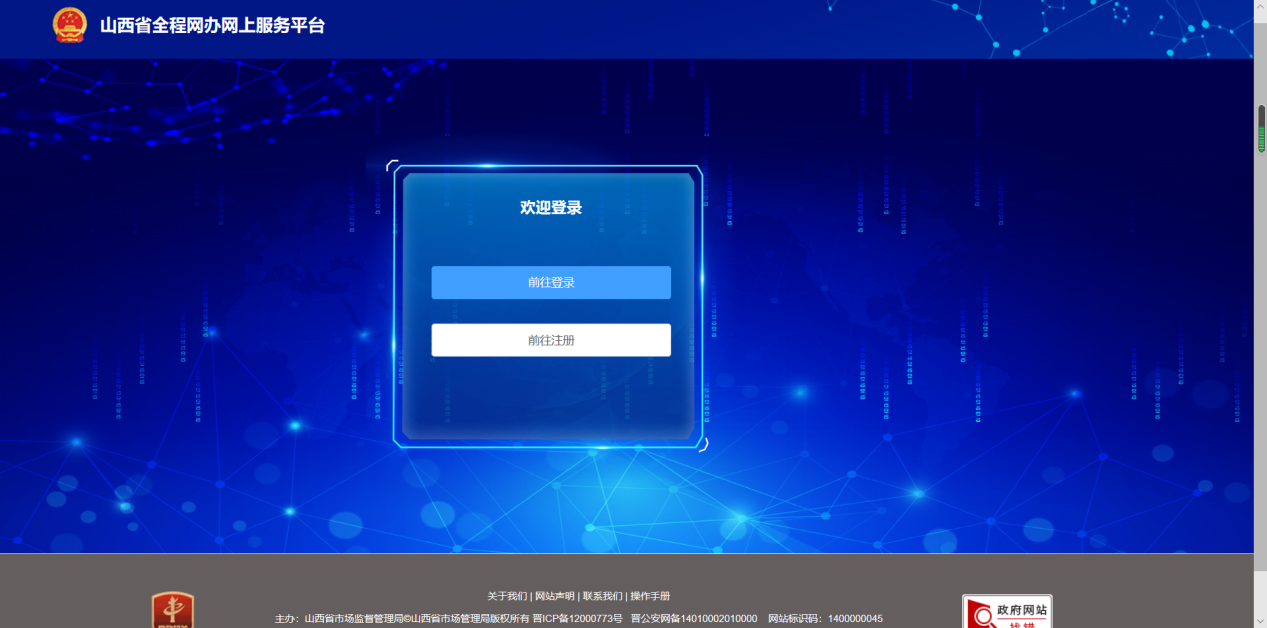 山西省全程网办网上服务平台
欢迎登录
前往登录
前往注册
关于我们 | 网站声明 | 联系我们 | 操作手册
主办：山西省市场监督管理局©山西省市场管理局版权所有 晋ICP备12000773号 晋公安网备14010002010000 网站标识码：1400000045
政府网站
找错